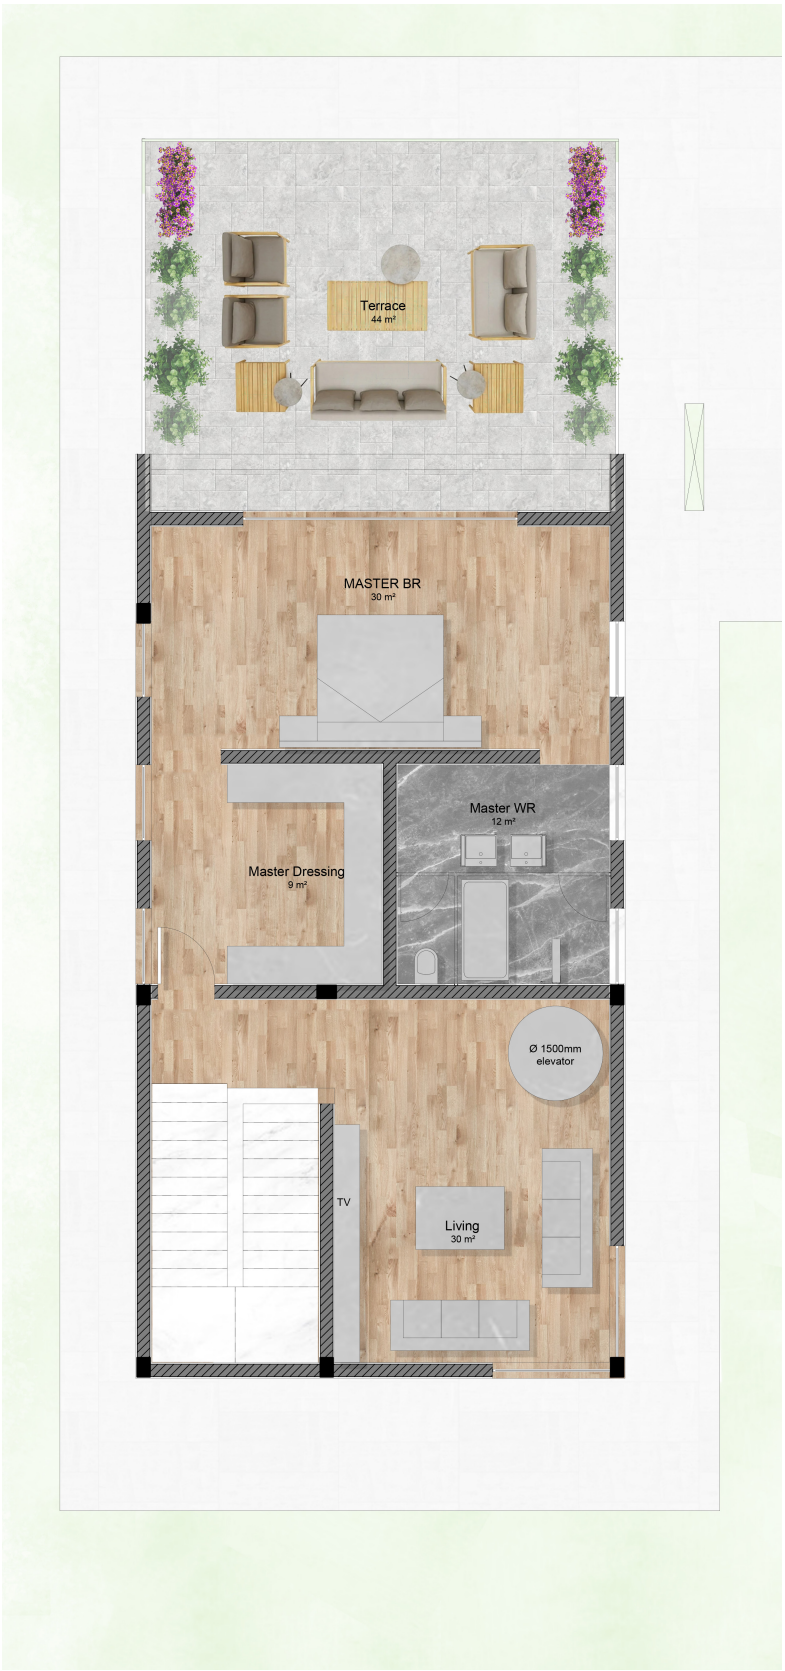 Terrace
44 m²
MASTER BR
30 m²
Master WR
12 m²
Master Dressing
9 m²
Ø 1500mm
elevator
TV
Living
30 m²